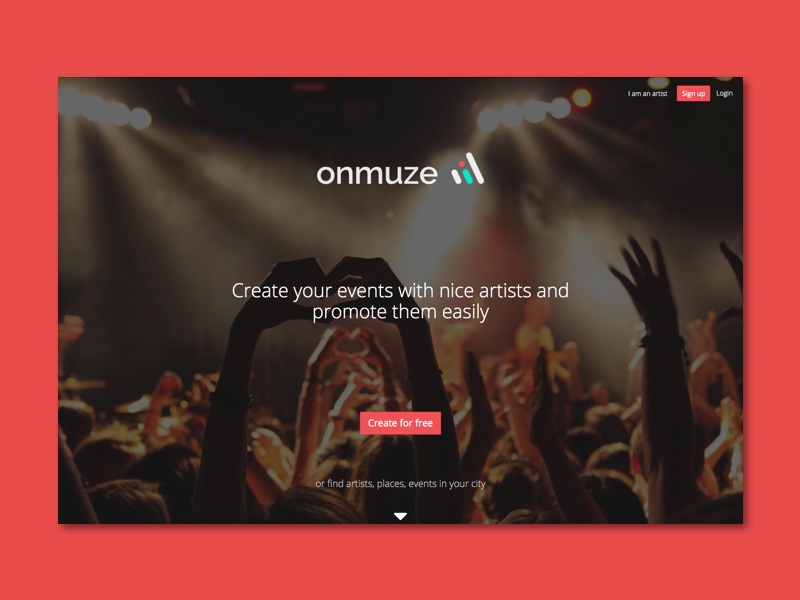 I am an artist
Sign up
Login
onmuze
Create your events with nice artists and
promote them easily
Create for free
or find artists, places, events in your city